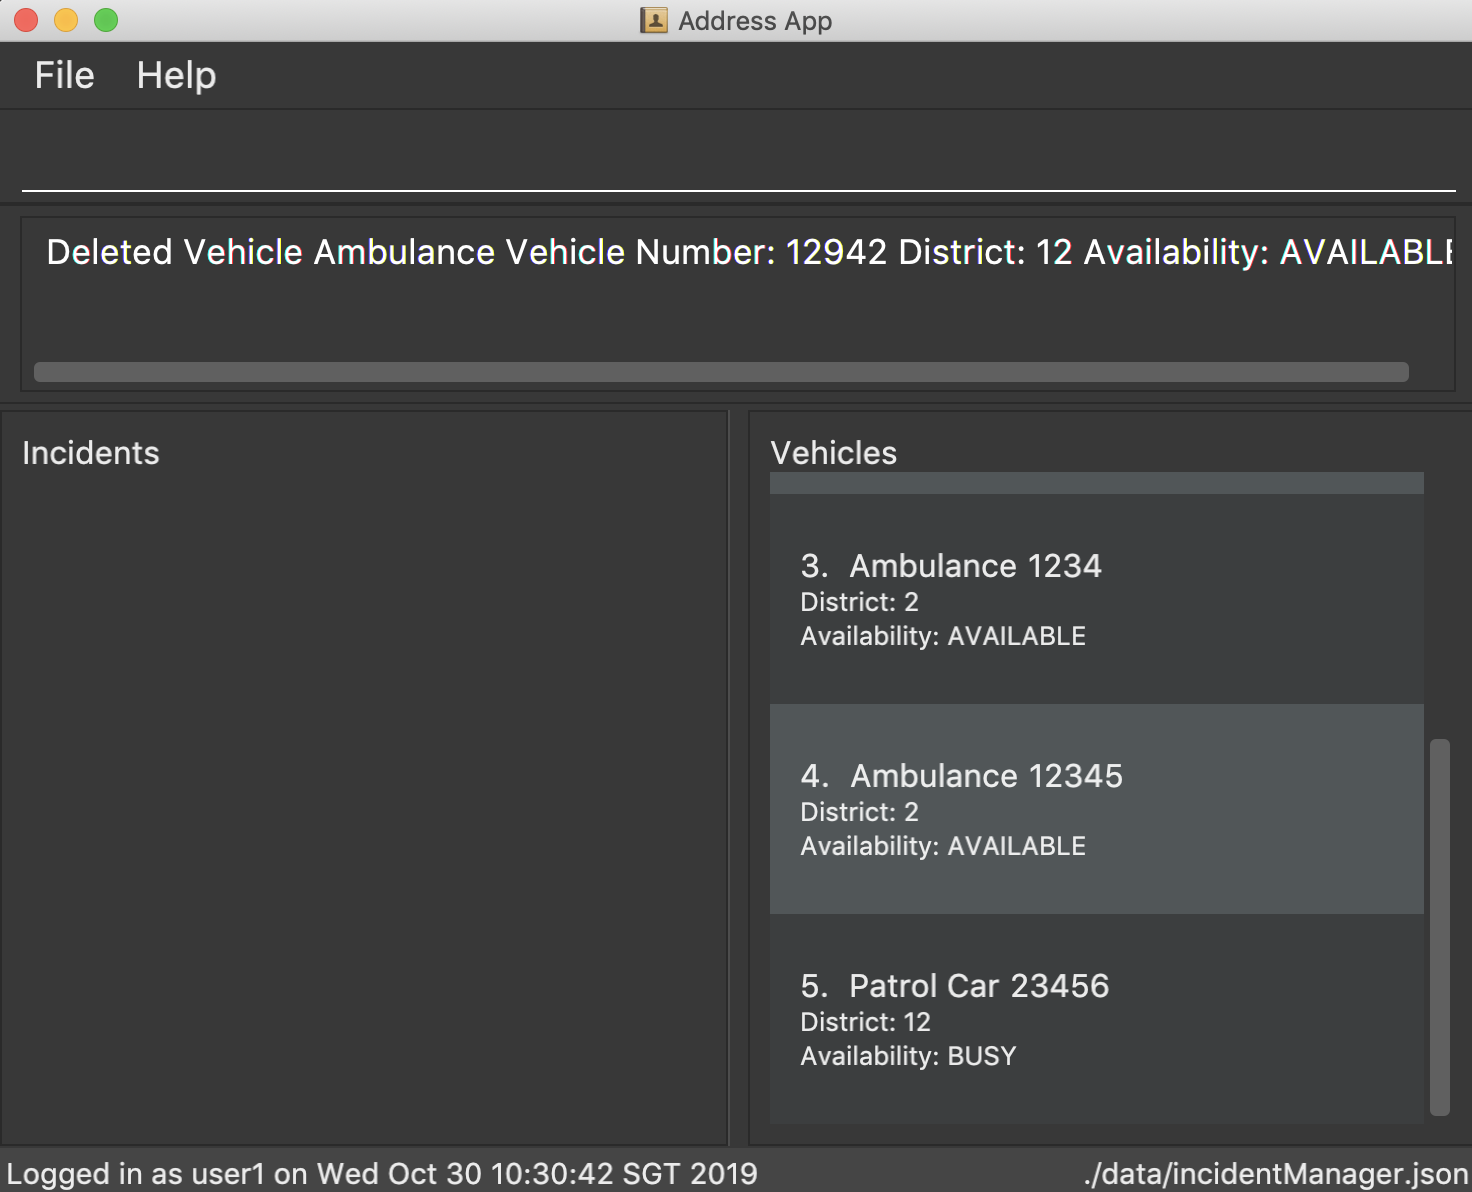 Address App
File Help
Deleted Vehicle Ambulance Vehicle Number: 12942 District: 12 Availability: AVAILABLE
Incidents
Vehicles
3. Ambulance 1234
District: 2
Availability: AVAILABLE
4. Ambulance 12345
District: 2
Availability: AVAILABLE
5. Patrol Car 23456
District: 12
Availability: BUSY
Logged in as user1 on Wed Oct 30 10:30:42 SGT 2019
./data/incidentManager.json